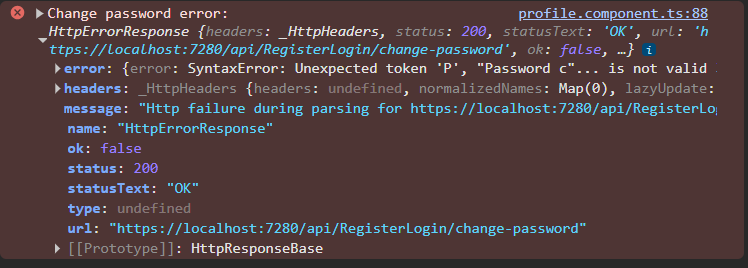 Change password error: profile.component.ts:88
HttpErrorResponse {headers: _HttpHeaders, status: 200, statusText: 'OK', url: 'h
ttps://localhost:7280/api/RegisterLogin/change-password', ok: false, …}
error: {error: SyntaxError: Unexpected token 'P', "Password c"... is not valid
headers: _HttpHeaders {headers: undefined, normalizedNames: Map(0), lazyUpdate:
message: "Http failure during parsing for https://localhost:7280/api/RegisterLog
name: "HttpErrorResponse"
ok: false
status: 200
statusText: "OK"
type: undefined
url: "https://localhost:7280/api/RegisterLogin/change-password"
[[Prototype]]: HttpResponseBase